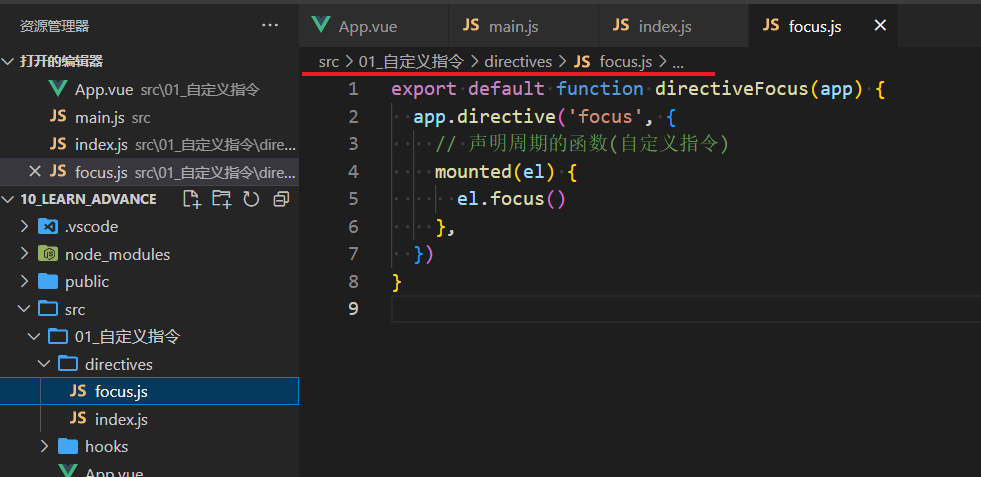 资源管理器 ···
打开的编辑器
App.vue src\01_自定义指令
JS main.js src
JS index.js src\01_自定义指令\dire...
JS focus.js src\01_自定义指令\dire...
10_LEARN_ADVANCE
.vscode
node_modules
public
src
01_自定义指令
directives
JS focus.js
JS index.js
hooks
App.vue
App.vue JS main.js JS index.js JS focus.js
src > 01_自定义指令 > directives > JS focus.js > ...
1 export default function directiveFocus(app) {
2 app.directive('focus', {
3 // 声明周期的函数(自定义指令)
4 mounted(el) {
5 el.focus()
6 },
7 })
8 }
9